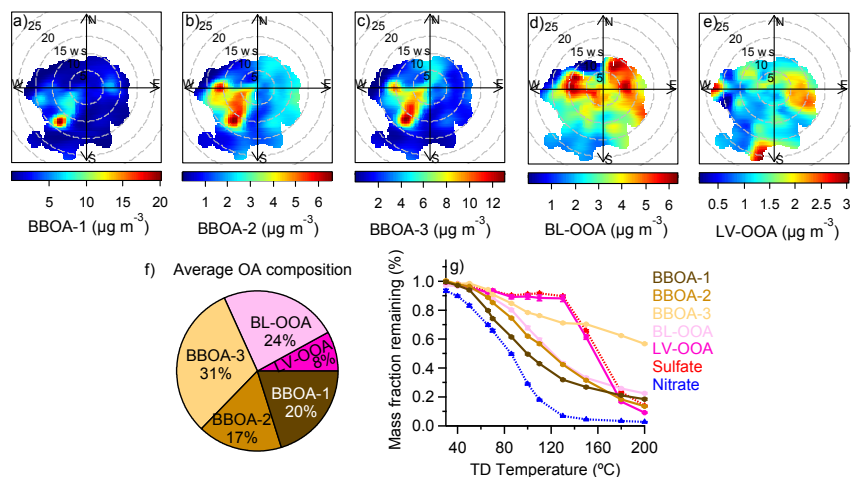 a)
N
25
20
15 w s
10
5
W
E
S
5 10 15 20
BBOA-1 (µg m⁻³)
b)
N
25
20
15 w s
10
5
W
E
S
1 2 3 4 5 6
BBOA-2 (µg m⁻³)
c)
N
25
20
15 w s
10
5
W
E
S
2 4 6 8 10 12
BBOA-3 (µg m⁻³)
d)
N
25
20
15 w s
10
5
W
E
S
1 2 3 4 5 6
BL-OOA (µg m⁻³)
e)
N
25
20
15 w s
10
5
W
E
S
0.5 1 1.5 2 2.5 3
LV-OOA (µg m⁻³)
f) Average OA composition
BL-OOA
24%
LV-OOA
8%
BBOA-3
31%
BBOA-1
20%
BBOA-2
17%
g)
Mass fraction remaining (%)
1.0
0.8
0.6
0.4
0.2
0.0
40 80 120 160 200
TD Temperature (ºC)
BBOA-1
BBOA-2
BBOA-3
BL-OOA
LV-OOA
Sulfate
Nitrate